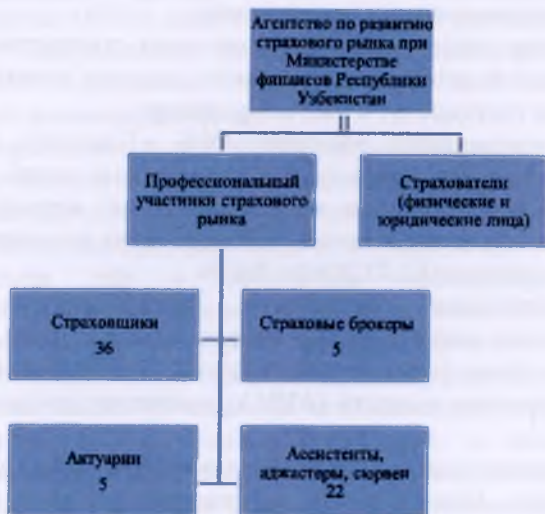 Агентство по развитию
страхового рынка при
Министерстве
финансов Республики
Узбекистан
Профессиональный
участники страхового
рынка
Страхователи
(физические и
юридические лица)
Страховщики
36
Страховые брокеры
5
Актуарии
5
Ассистенты,
аджастеры, сюрвеи
22